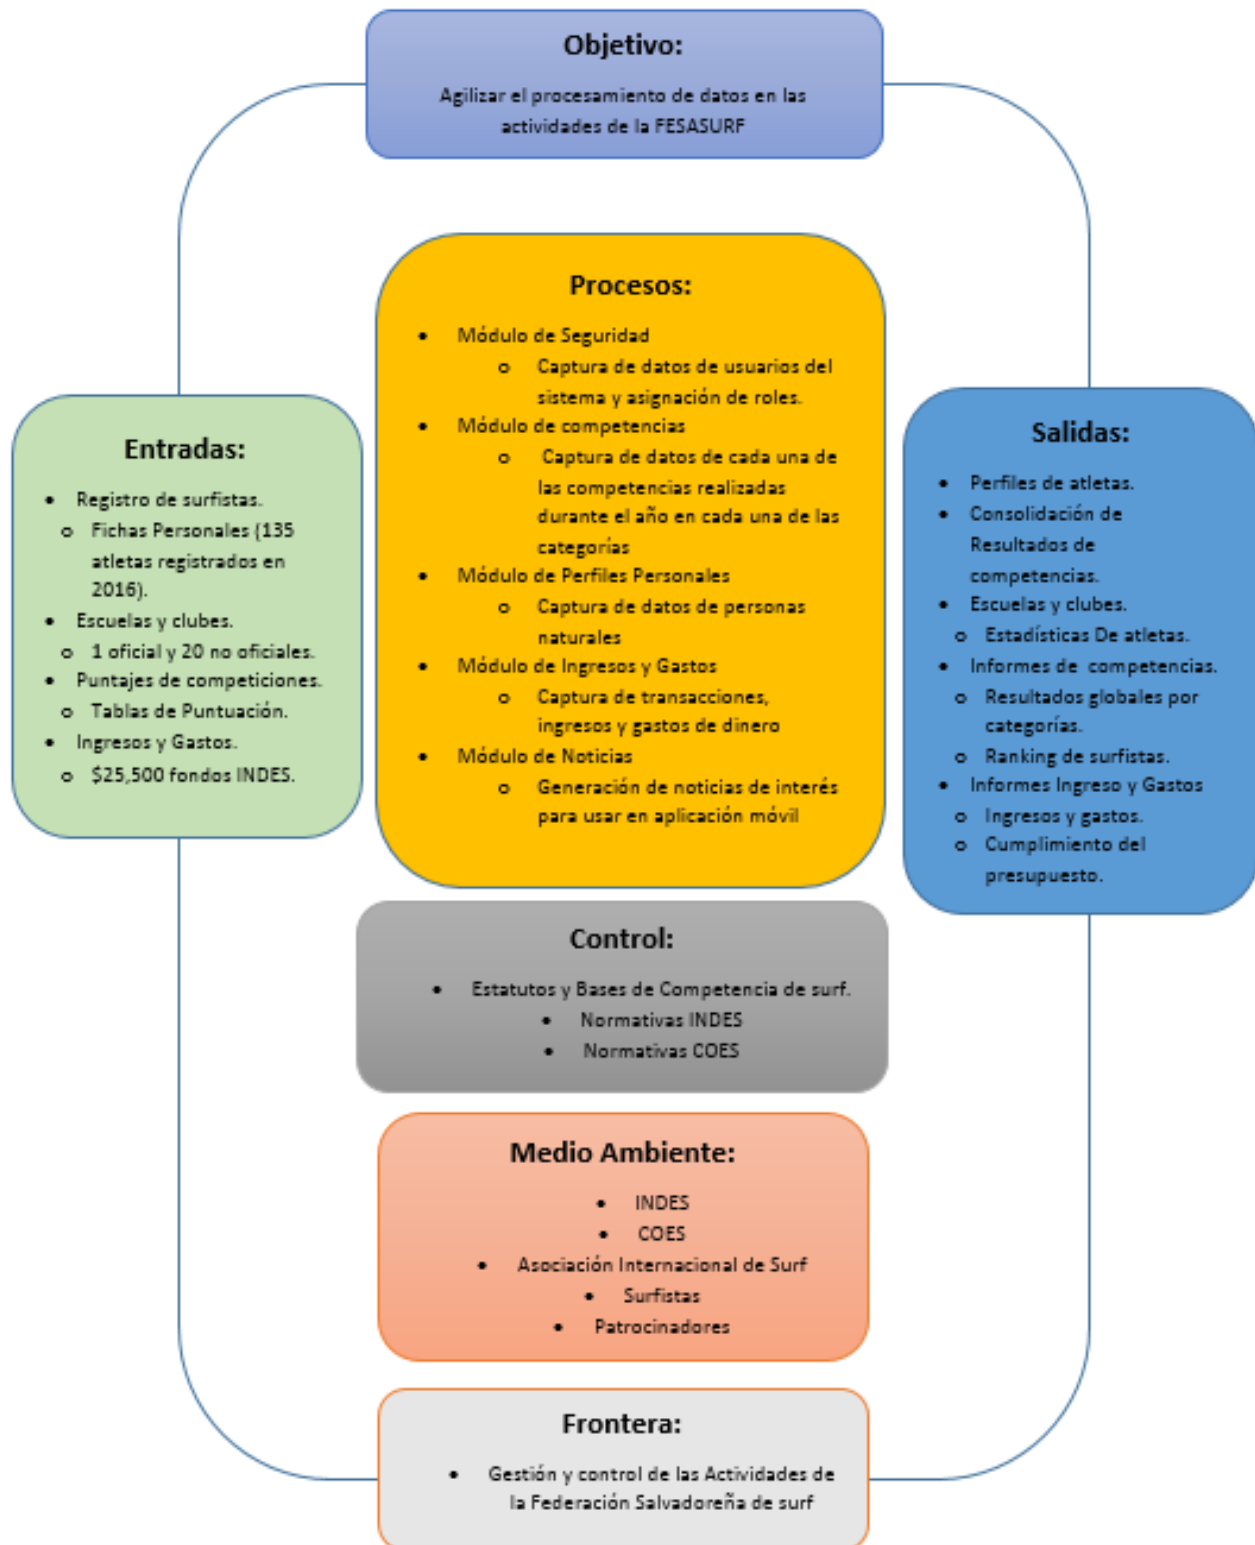 Objetivo:
Agilizar el procesamiento de datos en las
actividades de la FESASURF
Procesos:
• Módulo de Seguridad
o Captura de datos de usuarios del
sistema y asignación de roles.
• Módulo de competencias
o Captura de datos de cada una de
las competencias realizadas
durante el año en cada una de las
categorías
• Módulo de Perfiles Personales
o Captura de datos de personas
naturales
• Módulo de Ingresos y Gastos
o Captura de transacciones,
ingresos y gastos de dinero
• Módulo de Noticias
o Generación de noticias de interés
para usar en aplicación móvil
Entradas:
• Registro de surfistas.
o Fichas Personales (135
atletas registrados en
2016).
• Escuelas y clubes.
o 1 oficial y 20 no oficiales.
• Puntajes de competiciones.
o Tablas de Puntuación.
• Ingresos y Gastos.
o $25,500 fondos INDES.
Salidas:
• Perfiles de atletas.
• Consolidación de
Resultados de
competencias.
• Escuelas y clubes.
o Estadísticas De atletas.
• Informes de competencias.
o Resultados globales por
categorías.
o Ranking de surfistas.
• Informes Ingreso y Gastos
o Ingresos y gastos.
o Cumplimiento del
presupuesto.
Control:
• Estatutos y Bases de Competencia de surf.
• Normativas INDES
• Normativas COES
Medio Ambiente:
• INDES
• COES
• Asociación Internacional de Surf
• Surfistas
• Patrocinadores
Frontera:
• Gestión y control de las Actividades de
la Federación Salvadoreña de surf